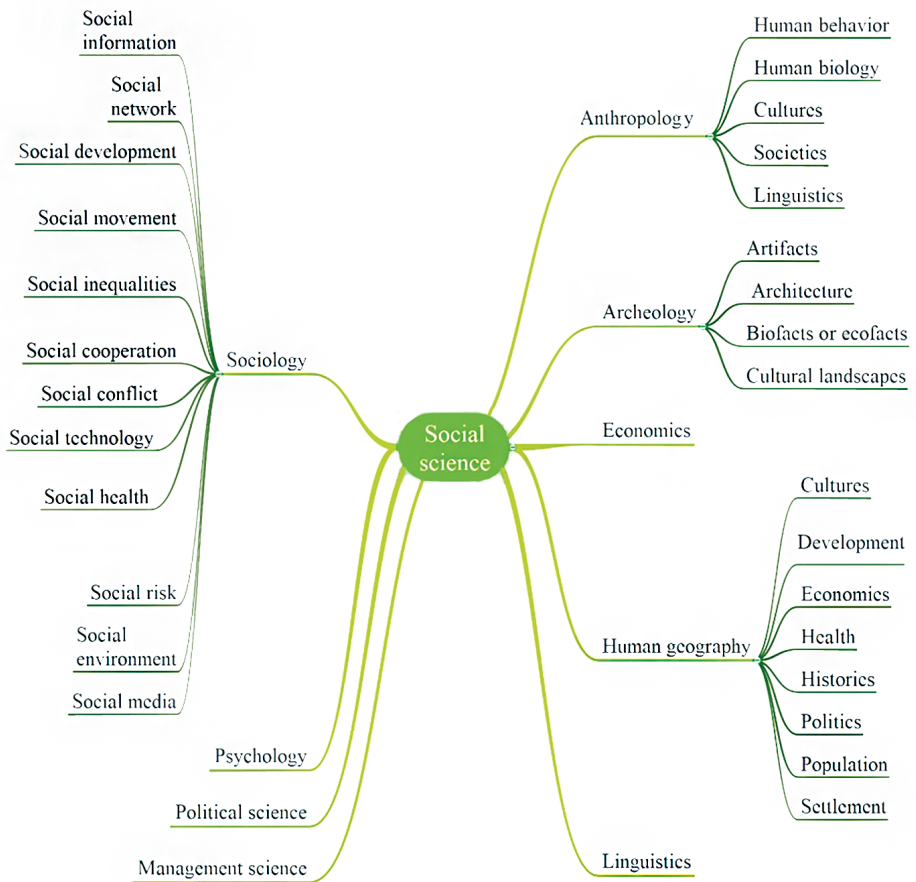 Social
information
Social
network
Social development
Social movement
Social inequalities
Social cooperation
Social conflict
Social technology
Social health
Social risk
Social
environment
Social media
Sociology
Psychology
Political science
Management science
Social
science
Anthropology
Human behavior
Human biology
Cultures
Societies
Linguistics
Archeology
Artifacts
Architecture
Biofacts or ecofacts
Cultural landscapes
Economics
Human geography
Cultures
Development
Economics
Health
Histories
Politics
Population
Settlement
Linguistics